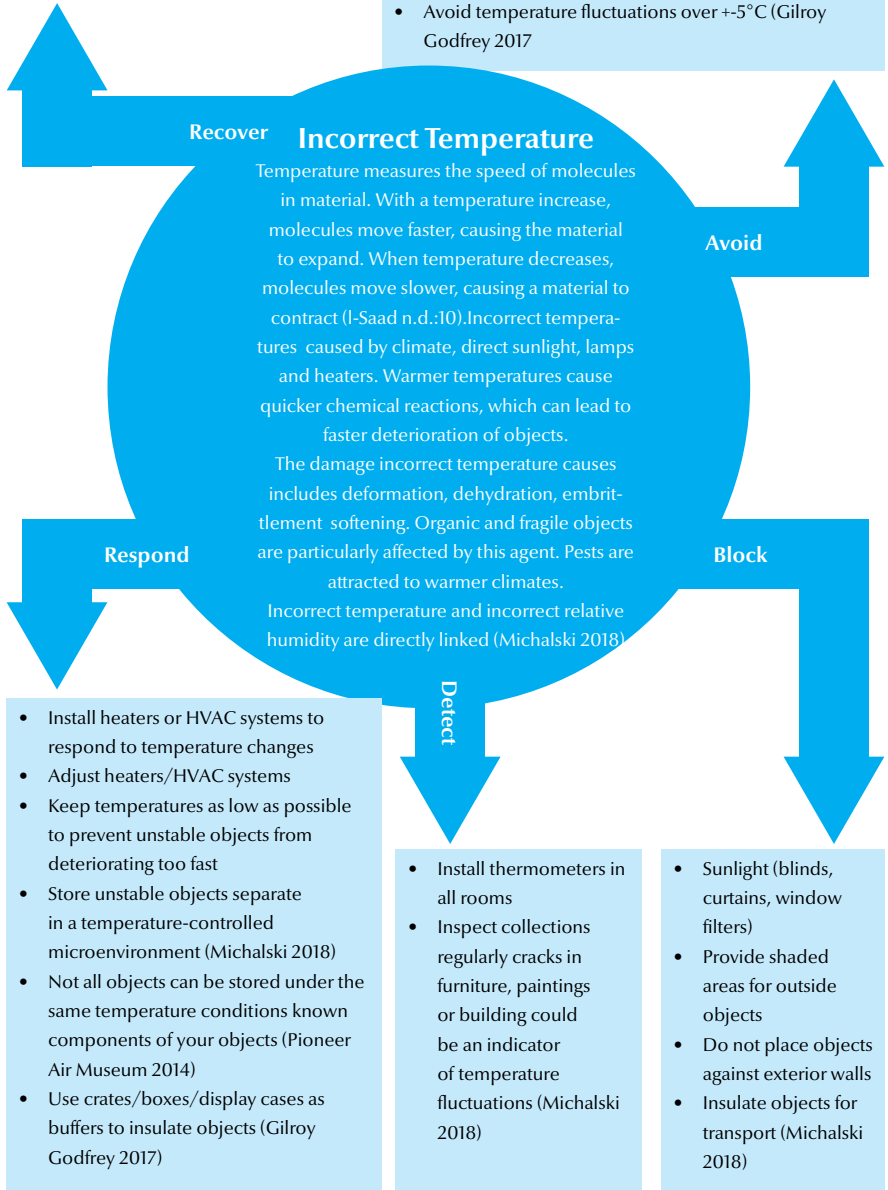 • Avoid temperature fluctuations over +-5°C (Gilroy
Godfrey 2017
Recover
Incorrect Temperature
Temperature measures the speed of molecules
in material. With a temperature increase,
molecules move faster, causing the material
to expand. When temperature decreases,
molecules move slower, causing a material to
contract (l-Saad n.d.:10).Incorrect tempera-
tures caused by climate, direct sunlight, lamps
and heaters. Warmer temperatures cause
quicker chemical reactions, which can lead to
faster deterioration of objects.
The damage incorrect temperature causes
includes deformation, dehydration, embrit-
tlement softening. Organic and fragile objects
are particularly affected by this agent. Pests are
attracted to warmer climates.
Incorrect temperature and incorrect relative
humidity are directly linked (Michalski 2018)
Avoid
Respond
Block
Detect
• Install heaters or HVAC systems to
respond to temperature changes
• Adjust heaters/HVAC systems
• Keep temperatures as low as possible
to prevent unstable objects from
deteriorating too fast
• Store unstable objects separate
in a temperature-controlled
microenvironment (Michalski 2018)
• Not all objects can be stored under the
same temperature conditions known
components of your objects (Pioneer
Air Museum 2014)
• Use crates/boxes/display cases as
buffers to insulate objects (Gilroy
Godfrey 2017)
• Install thermometers in
all rooms
• Inspect collections
regularly cracks in
furniture, paintings
or building could
be an indicator
of temperature
fluctuations (Michalski
2018)
• Sunlight (blinds,
curtains, window
filters)
• Provide shaded
areas for outside
objects
• Do not place objects
against exterior walls
• Insulate objects for
transport (Michalski
2018)